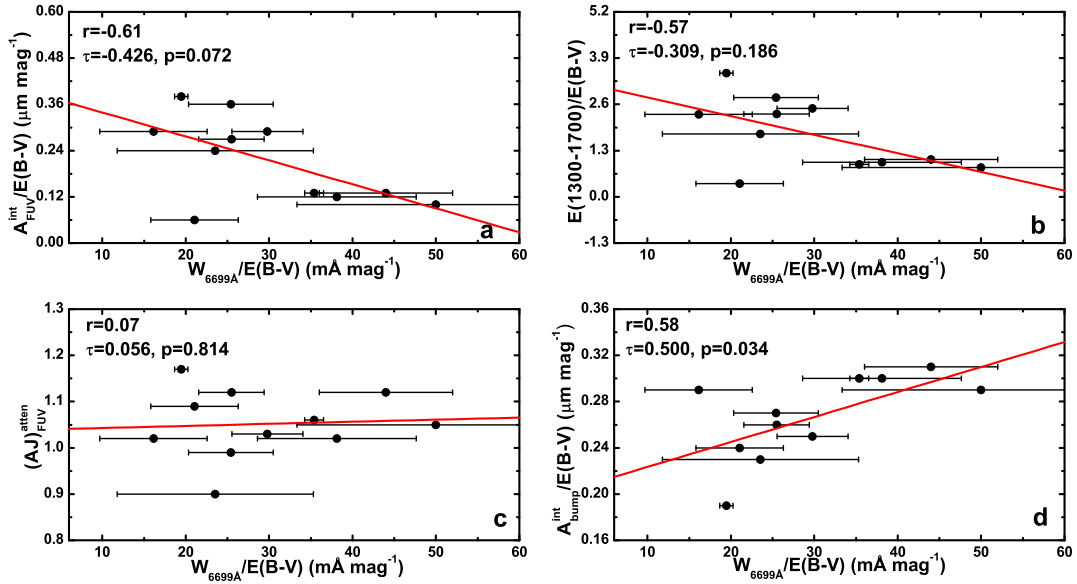 r=-0.61
τ=-0.426, p=0.072
0.60
0.48
0.36
0.24
0.12
0.00
A^int_FUV/E(B-V) (μm mag⁻¹)
a
10 20 30 40 50 60
W_6699Å/E(B-V) (mÅ mag⁻¹)
r=-0.57
τ=-0.309, p=0.186
5.2
3.9
2.6
1.3
0.0
-1.3
E(1300-1700)/E(B-V)
b
10 20 30 40 50 60
W_6699Å/E(B-V) (mÅ mag⁻¹)
r=0.07
τ=0.056, p=0.814
1.3
1.2
1.1
1.0
0.9
0.8
(AJ)^atten_FUV
c
10 20 30 40 50 60
W_6699Å/E(B-V) (mÅ mag⁻¹)
r=0.58
τ=0.500, p=0.034
0.36
0.32
0.28
0.24
0.20
0.16
A^int_bump/E(B-V) (μm mag⁻¹)
d
10 20 30 40 50 60
W_6699Å/E(B-V) (mÅ mag⁻¹)